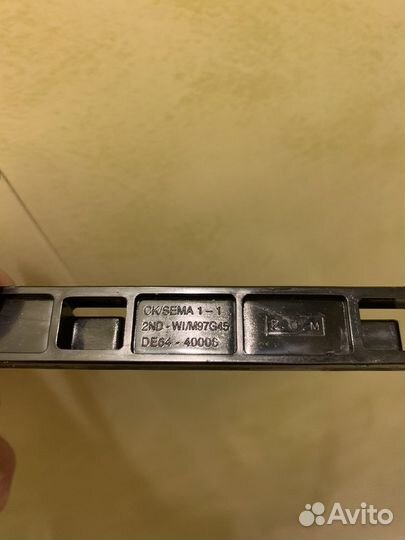 CK/SEMA 1-1
2ND-WI/M97G45
DE64-40006
Avito